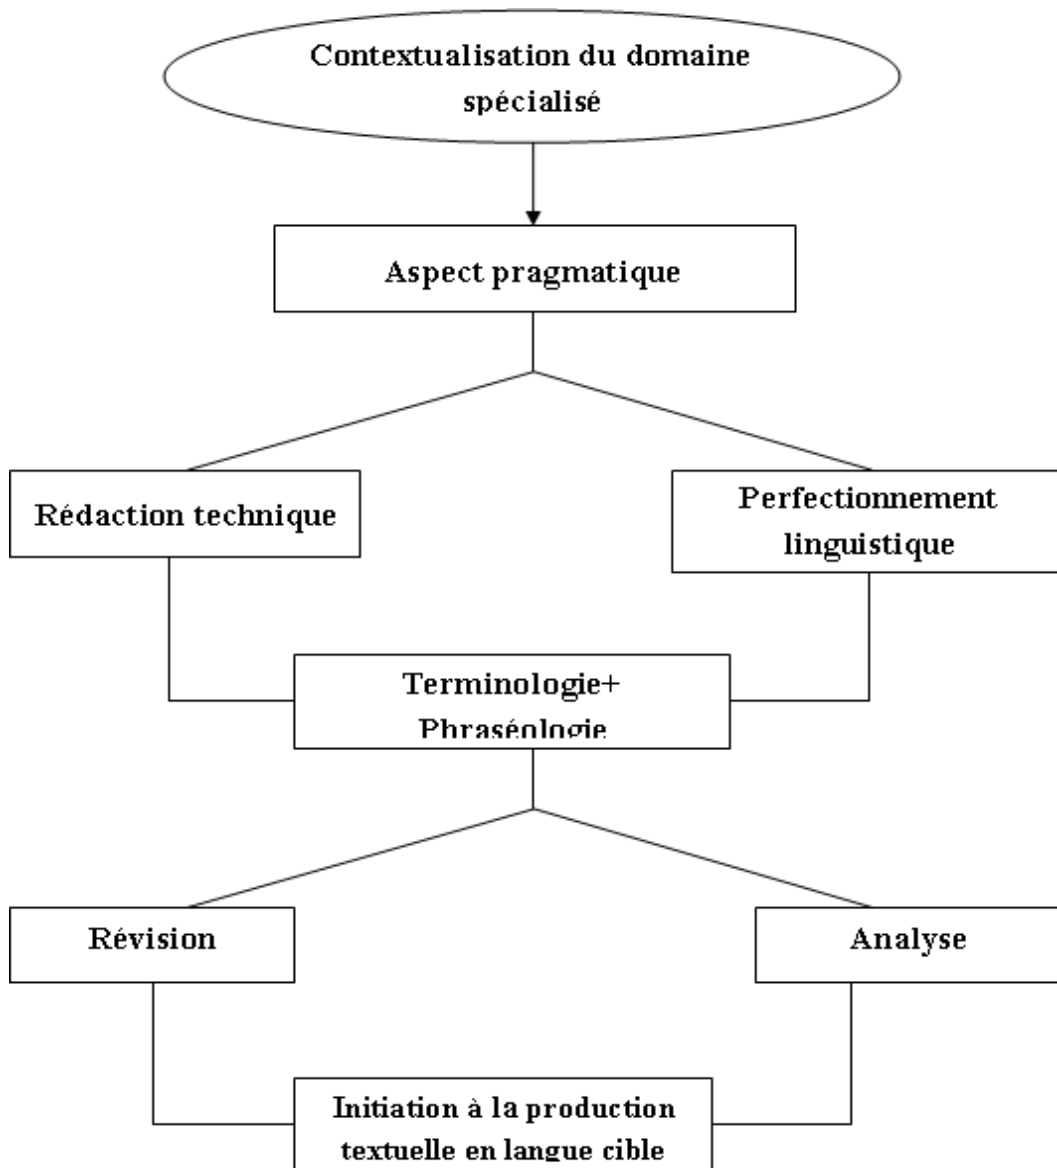 Contextualisation du domaine
spécialisé
Aspect pragmatique
Rédaction technique
Perfectionnement
linguistique
Terminologie+
Phraséologie
Révision
Analyse
Initiation à la production
textuelle en langue cible